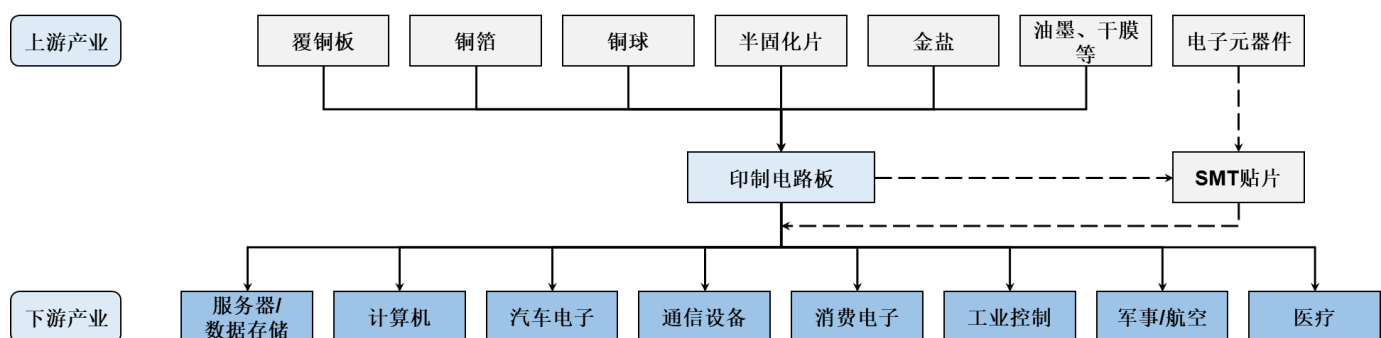 上游产业
覆铜板
铜箔
铜球
半固化片
金盐
油墨、干膜
等
电子元器件
印制电路板
SMT贴片
下游产业
服务器/
数据存储
计算机
汽车电子
通信设备
消费电子
工业控制
军事/航空
医疗